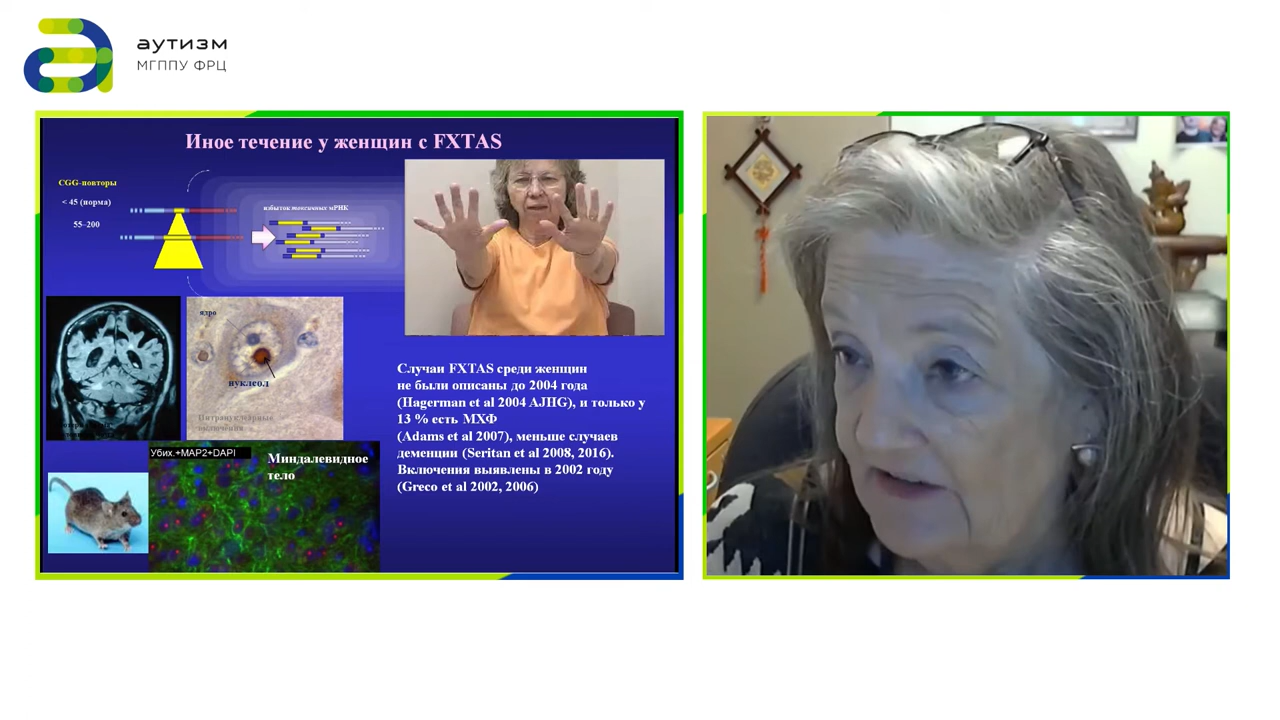 аутизм
МГППУ ФРЦ
Иное течение у женщин с FXTAS
CGG-повторы
< 45 (норма)
55–200
избыток токсичных мРНК
ядро
нуклеол
Интрануклеарные
включения
Убих.+MAP2+DAPI
Миндалевидное
тело
Случаи FXTAS среди женщин
не были описаны до 2004 года
(Hagerman et al 2004 AJHG), и только у
13 % есть МХФ
(Adams et al 2007), меньше случаев
деменции (Seritan et al 2008, 2016).
Включения выявлены в 2002 году
(Greco et al 2002, 2006)